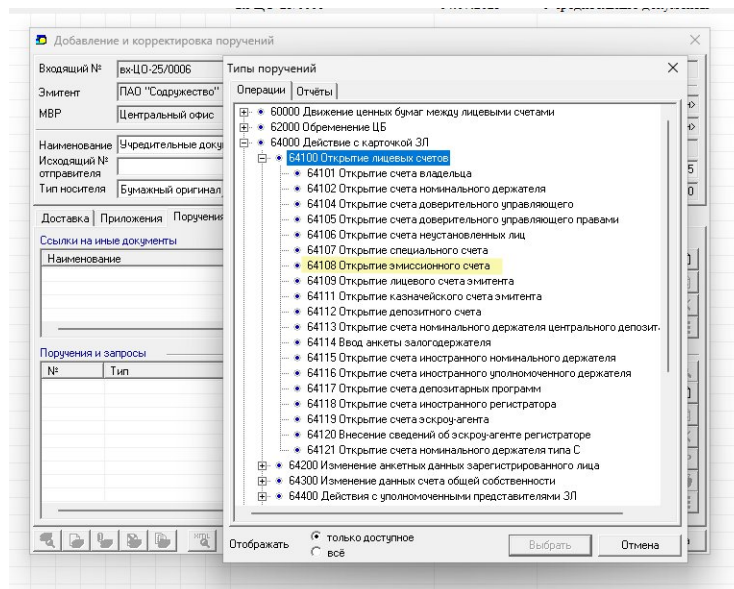 Добавление и корректировка поручений
Входящий № вх-ЦО-25/0006
Эмитент ПАО "Содружество"
МВР Центральный офис
Наименование Учредительные доку
Исходящий №
отправителя
Тип носителя Бумажный оригинал
Доставка Приложения Поручения
Ссылки на иные документы
Наименование
Поручения и запросы
№ Тип
Типы поручений
Операции Отчёты
60000 Движение ценных бумаг между лицевыми счетами
62000 Обременение ЦБ
64000 Действие с карточкой ЗЛ
64100 Открытие лицевых счетов
64101 Открытие счета владельца
64102 Открытие счета номинального держателя
64104 Открытие счета доверительного управляющего
64105 Открытие счета доверительного управляющего правами
64106 Открытие счета неустановленных лиц
64107 Открытие специального счета
64108 Открытие эмиссионного счета
64109 Открытие лицевого счета эмитента
64111 Открытие казначейского счета эмитента
64112 Открытие депозитного счета
64113 Открытие счета номинального держателя центрального депозит
64114 Ввод анкеты залогодержателя
64115 Открытие счета иностранного номинального держателя
64116 Открытие счета иностранного уполномоченного держателя
64117 Открытие счета депозитарных программ
64118 Открытие счета иностранного регистратора
64119 Открытие счета эскроу-агента
64120 Внесение сведений об эскроу-агенте регистраторе
64121 Открытие счета номинального держателя типа С
64200 Изменение анкетных данных зарегистрированного лица
64300 Изменение данных счета общей собственности
64400 Действия с уполномоченными представителями ЗЛ
Отображать
только доступное
всё
Выбрать Отмена